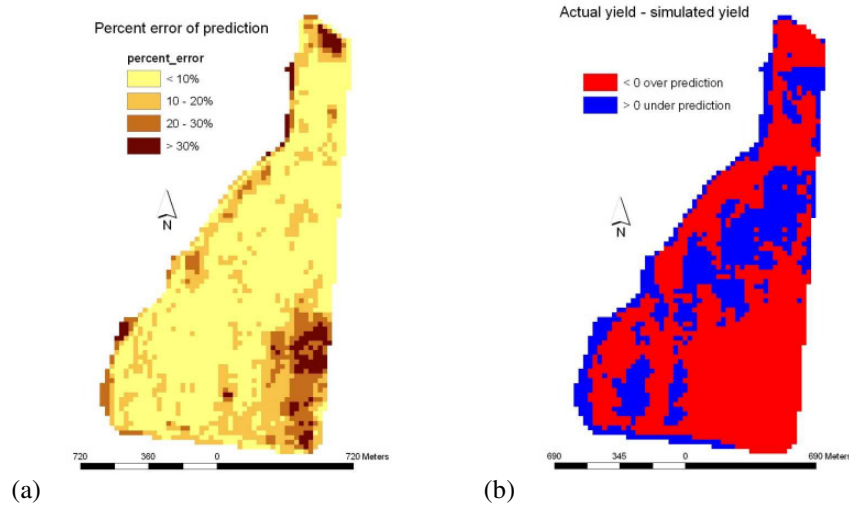 Percent error of prediction
percent_error
< 10%
10 - 20%
20 - 30%
> 30%
N
720 360 0 720 Meters
(a)
Actual yield - simulated yield
< 0 over prediction
> 0 under prediction
N
690 345 0 690 Meters
(b)